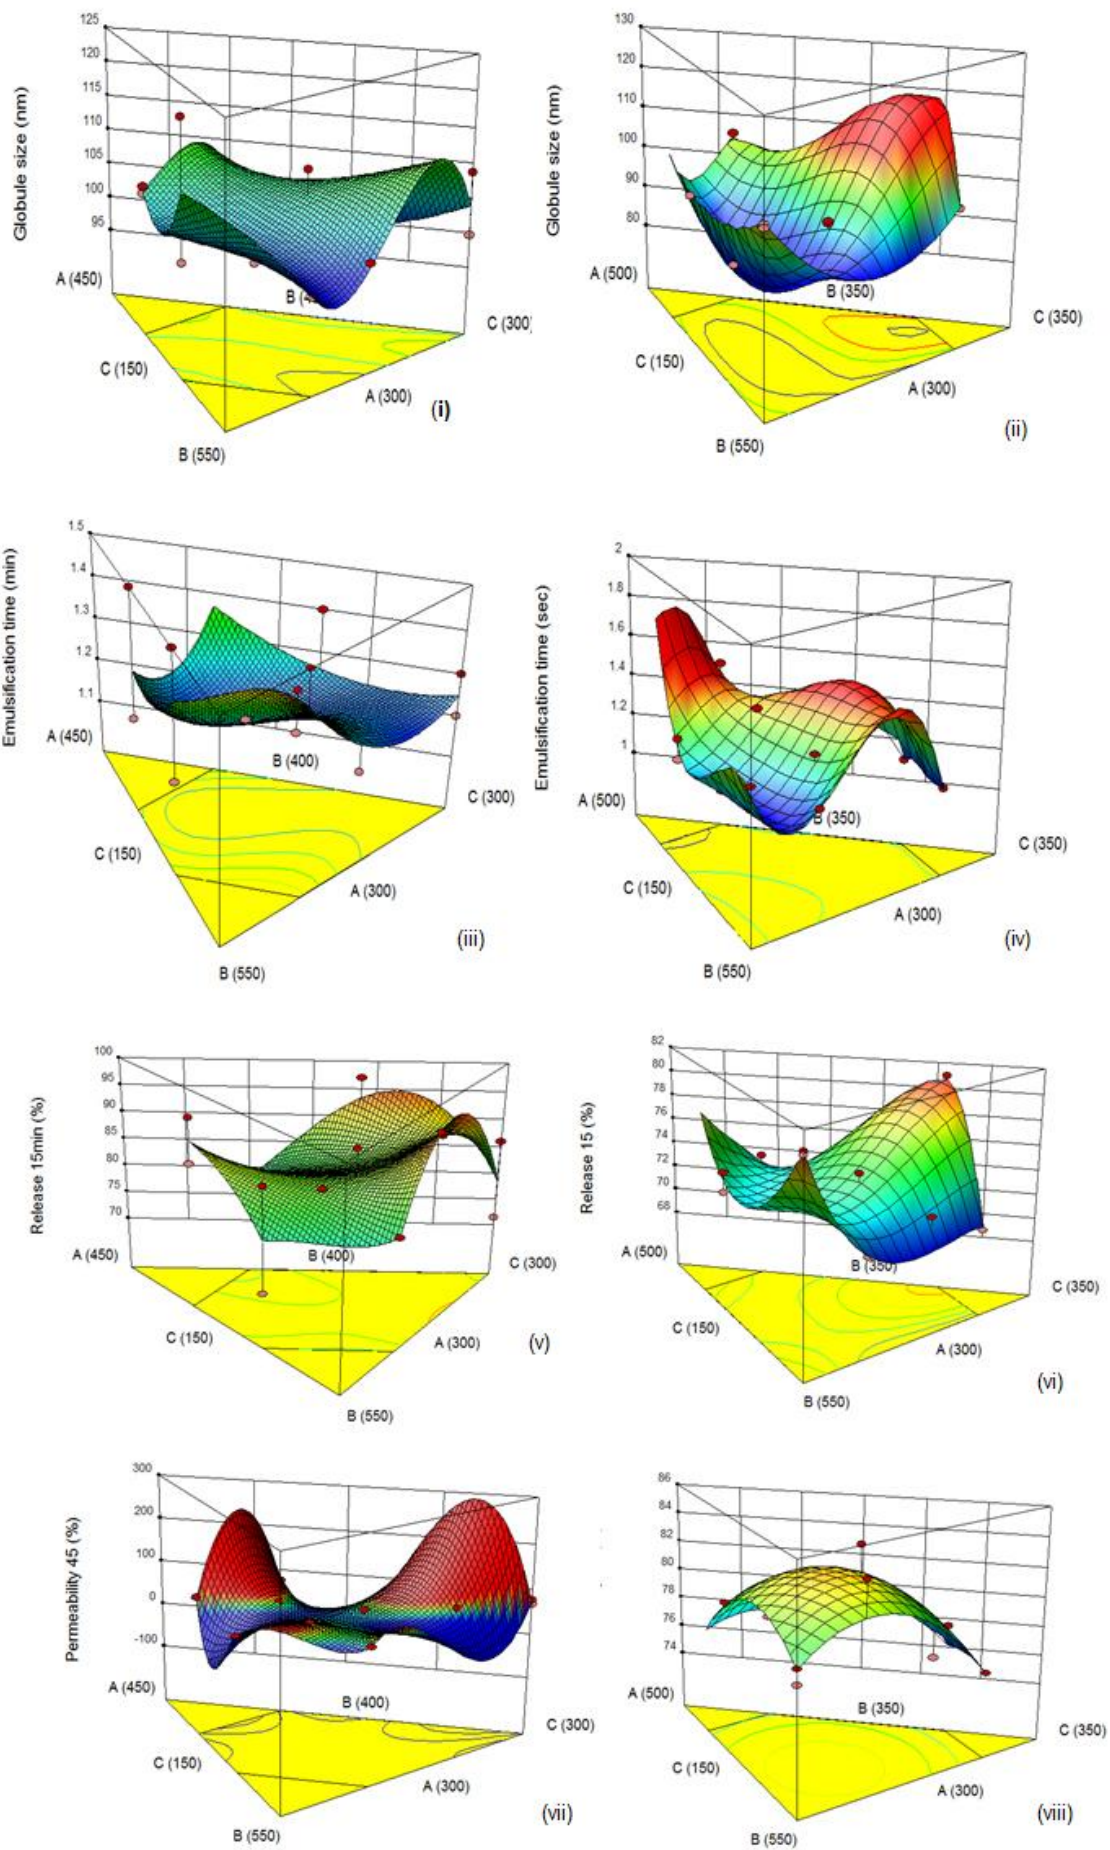 Globule size (nm)
125
120
115
110
105
100
95
A (450)
C (150)
B (550)
A (300)
C (300)
(i)
Globule size (nm)
130
120
110
100
90
80
A (500)
C (150)
B (550)
B (350)
A (300)
C (350)
(ii)
Emulsification time (min)
1.5
1.4
1.3
1.2
1.1
A (450)
C (150)
B (550)
B (400)
A (300)
C (300)
(iii)
Emulsification time (sec)
2
1.8
1.6
1.4
1.2
1
A (500)
C (150)
B (550)
B (350)
A (300)
C (350)
(iv)
Release 15min (%)
100
95
90
85
80
75
70
A (450)
C (150)
B (550)
B (400)
A (300)
C (300)
(v)
Release 15 (%)
82
80
78
76
74
72
70
68
A (500)
C (150)
B (550)
B (350)
A (300)
C (350)
(vi)
Permeability 45 (%)
300
200
100
0
-100
A (450)
C (150)
B (550)
B (400)
A (300)
C (300)
(vii)
86
84
82
80
78
76
74
A (500)
C (150)
B (550)
B (350)
A (300)
C (350)
(viii)